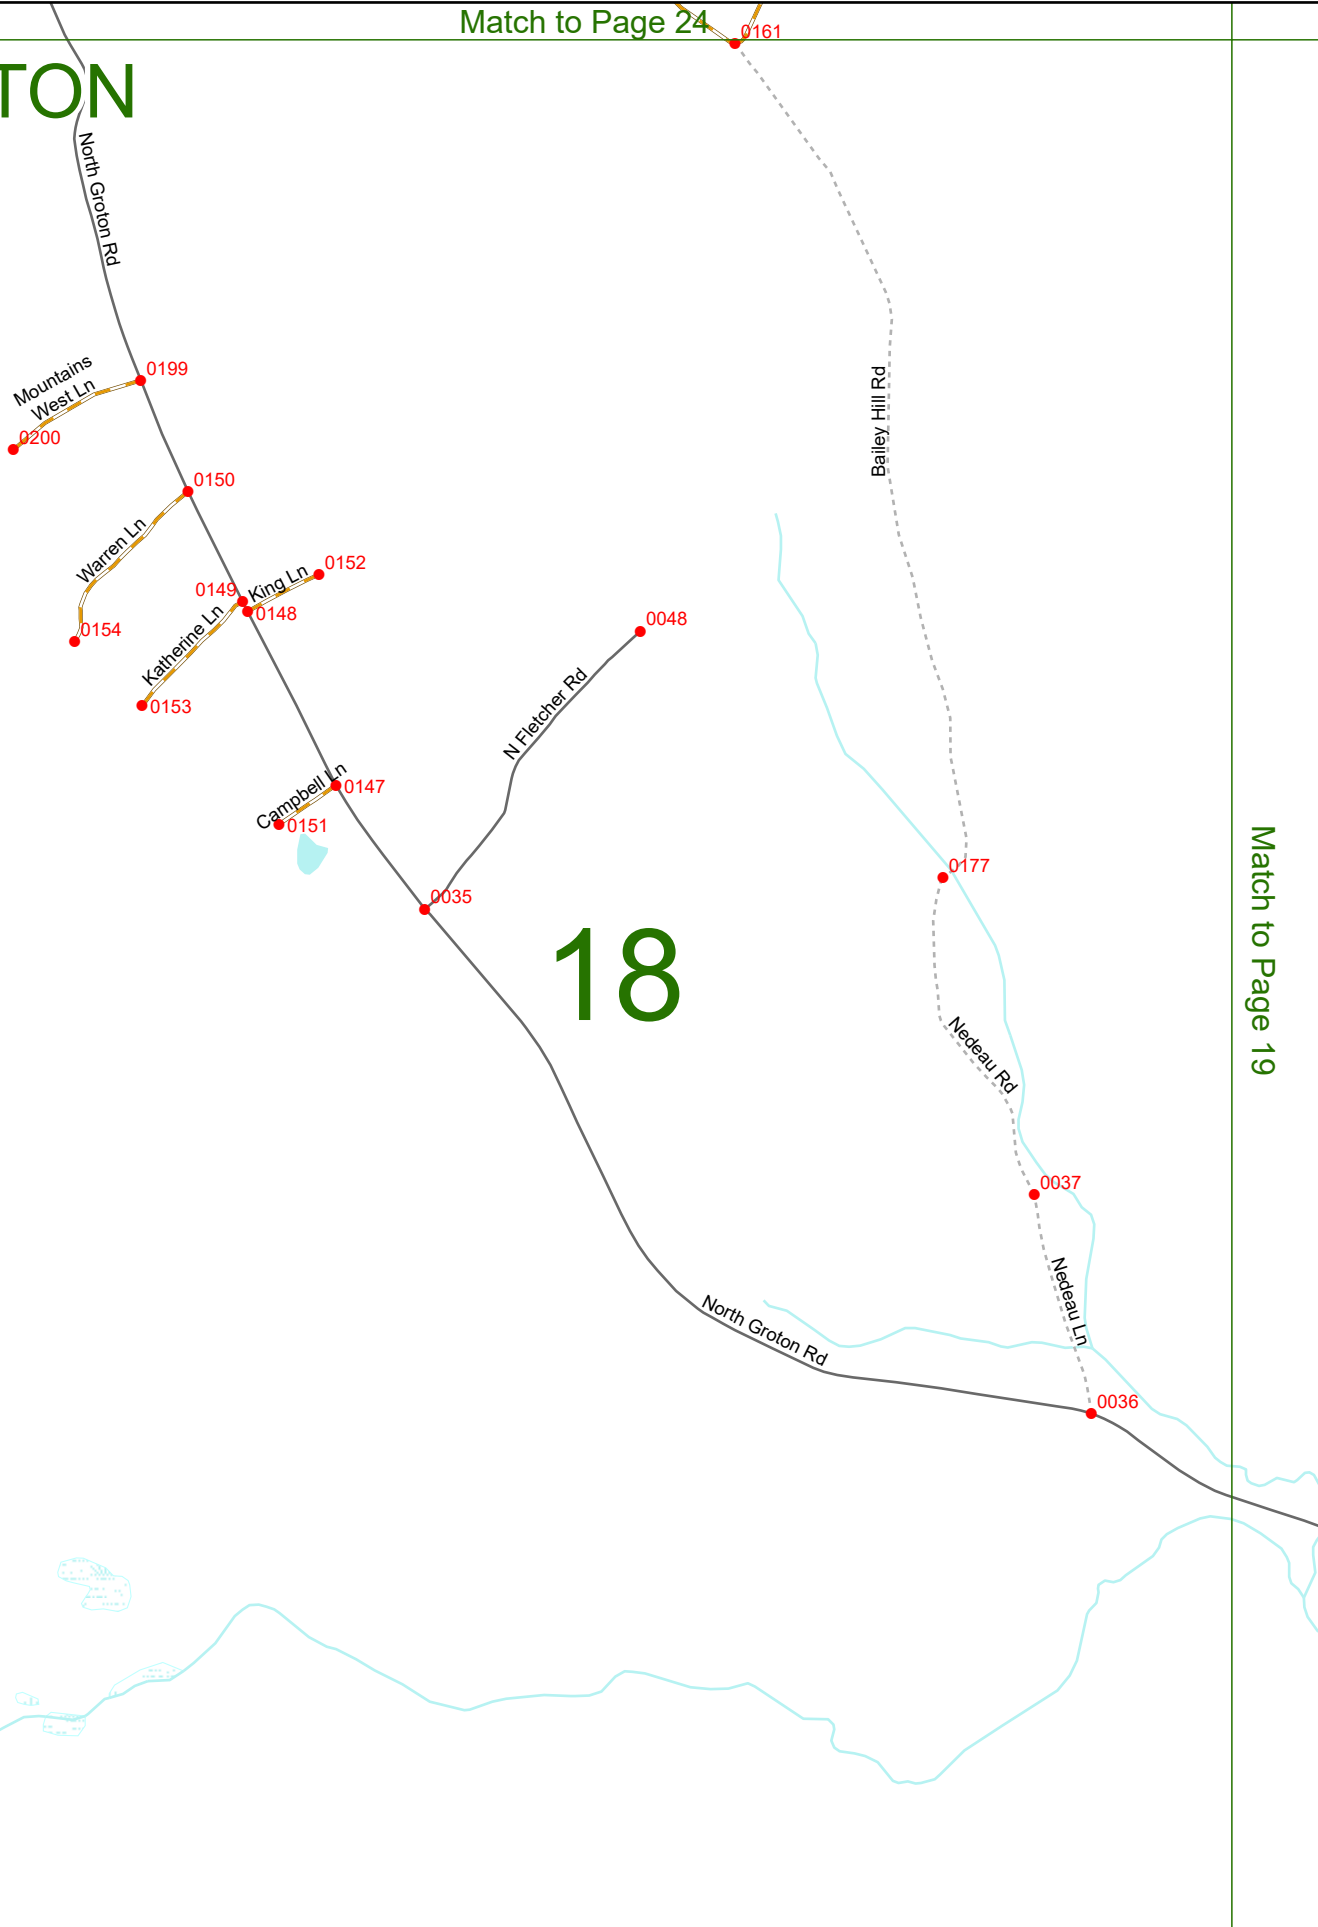 Match to Page 24
0161
TON
North Groton Rd
0199
Mountains
West Ln
0200
Bailey Hill Rd
0150
Warren Ln
0152
King Ln
0149
0148
0154
Katherine Ln
0048
0153
N Fletcher Rd
Campbell Ln
0147
0151
Match to Page 19
0177
0035
18
Nedeau Rd
0037
Nedeau Ln
North Groton Rd
0036